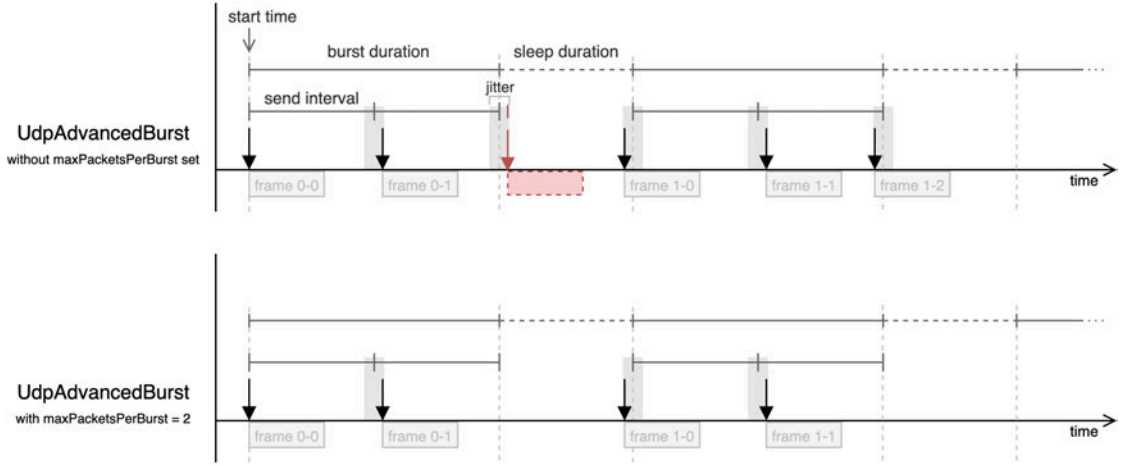 start time
burst duration
sleep duration
jitter
send interval
UdpAdvancedBurst
without maxPacketsPerBurst set
frame 0-0
frame 0-1
frame 1-0
frame 1-1
frame 1-2
time
UdpAdvancedBurst
with maxPacketsPerBurst = 2
frame 0-0
frame 0-1
frame 1-0
frame 1-1
time